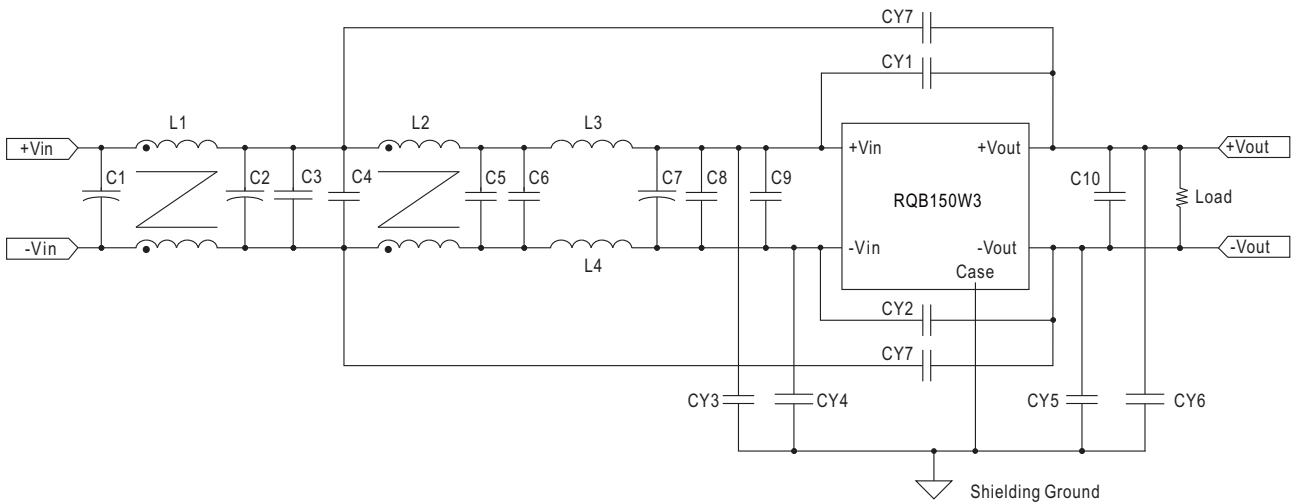 CY7
CY1
L1
L2
L3
+Vin
+Vin
+Vout
+Vout
C1
C2
C3
C4
C5
C6
C7
C8
C9
RQB150W3
C10
Load
-Vin
-Vin
-Vout
-Vout
L4
Case
CY2
CY7
CY3
CY4
CY5
CY6
Shielding Ground